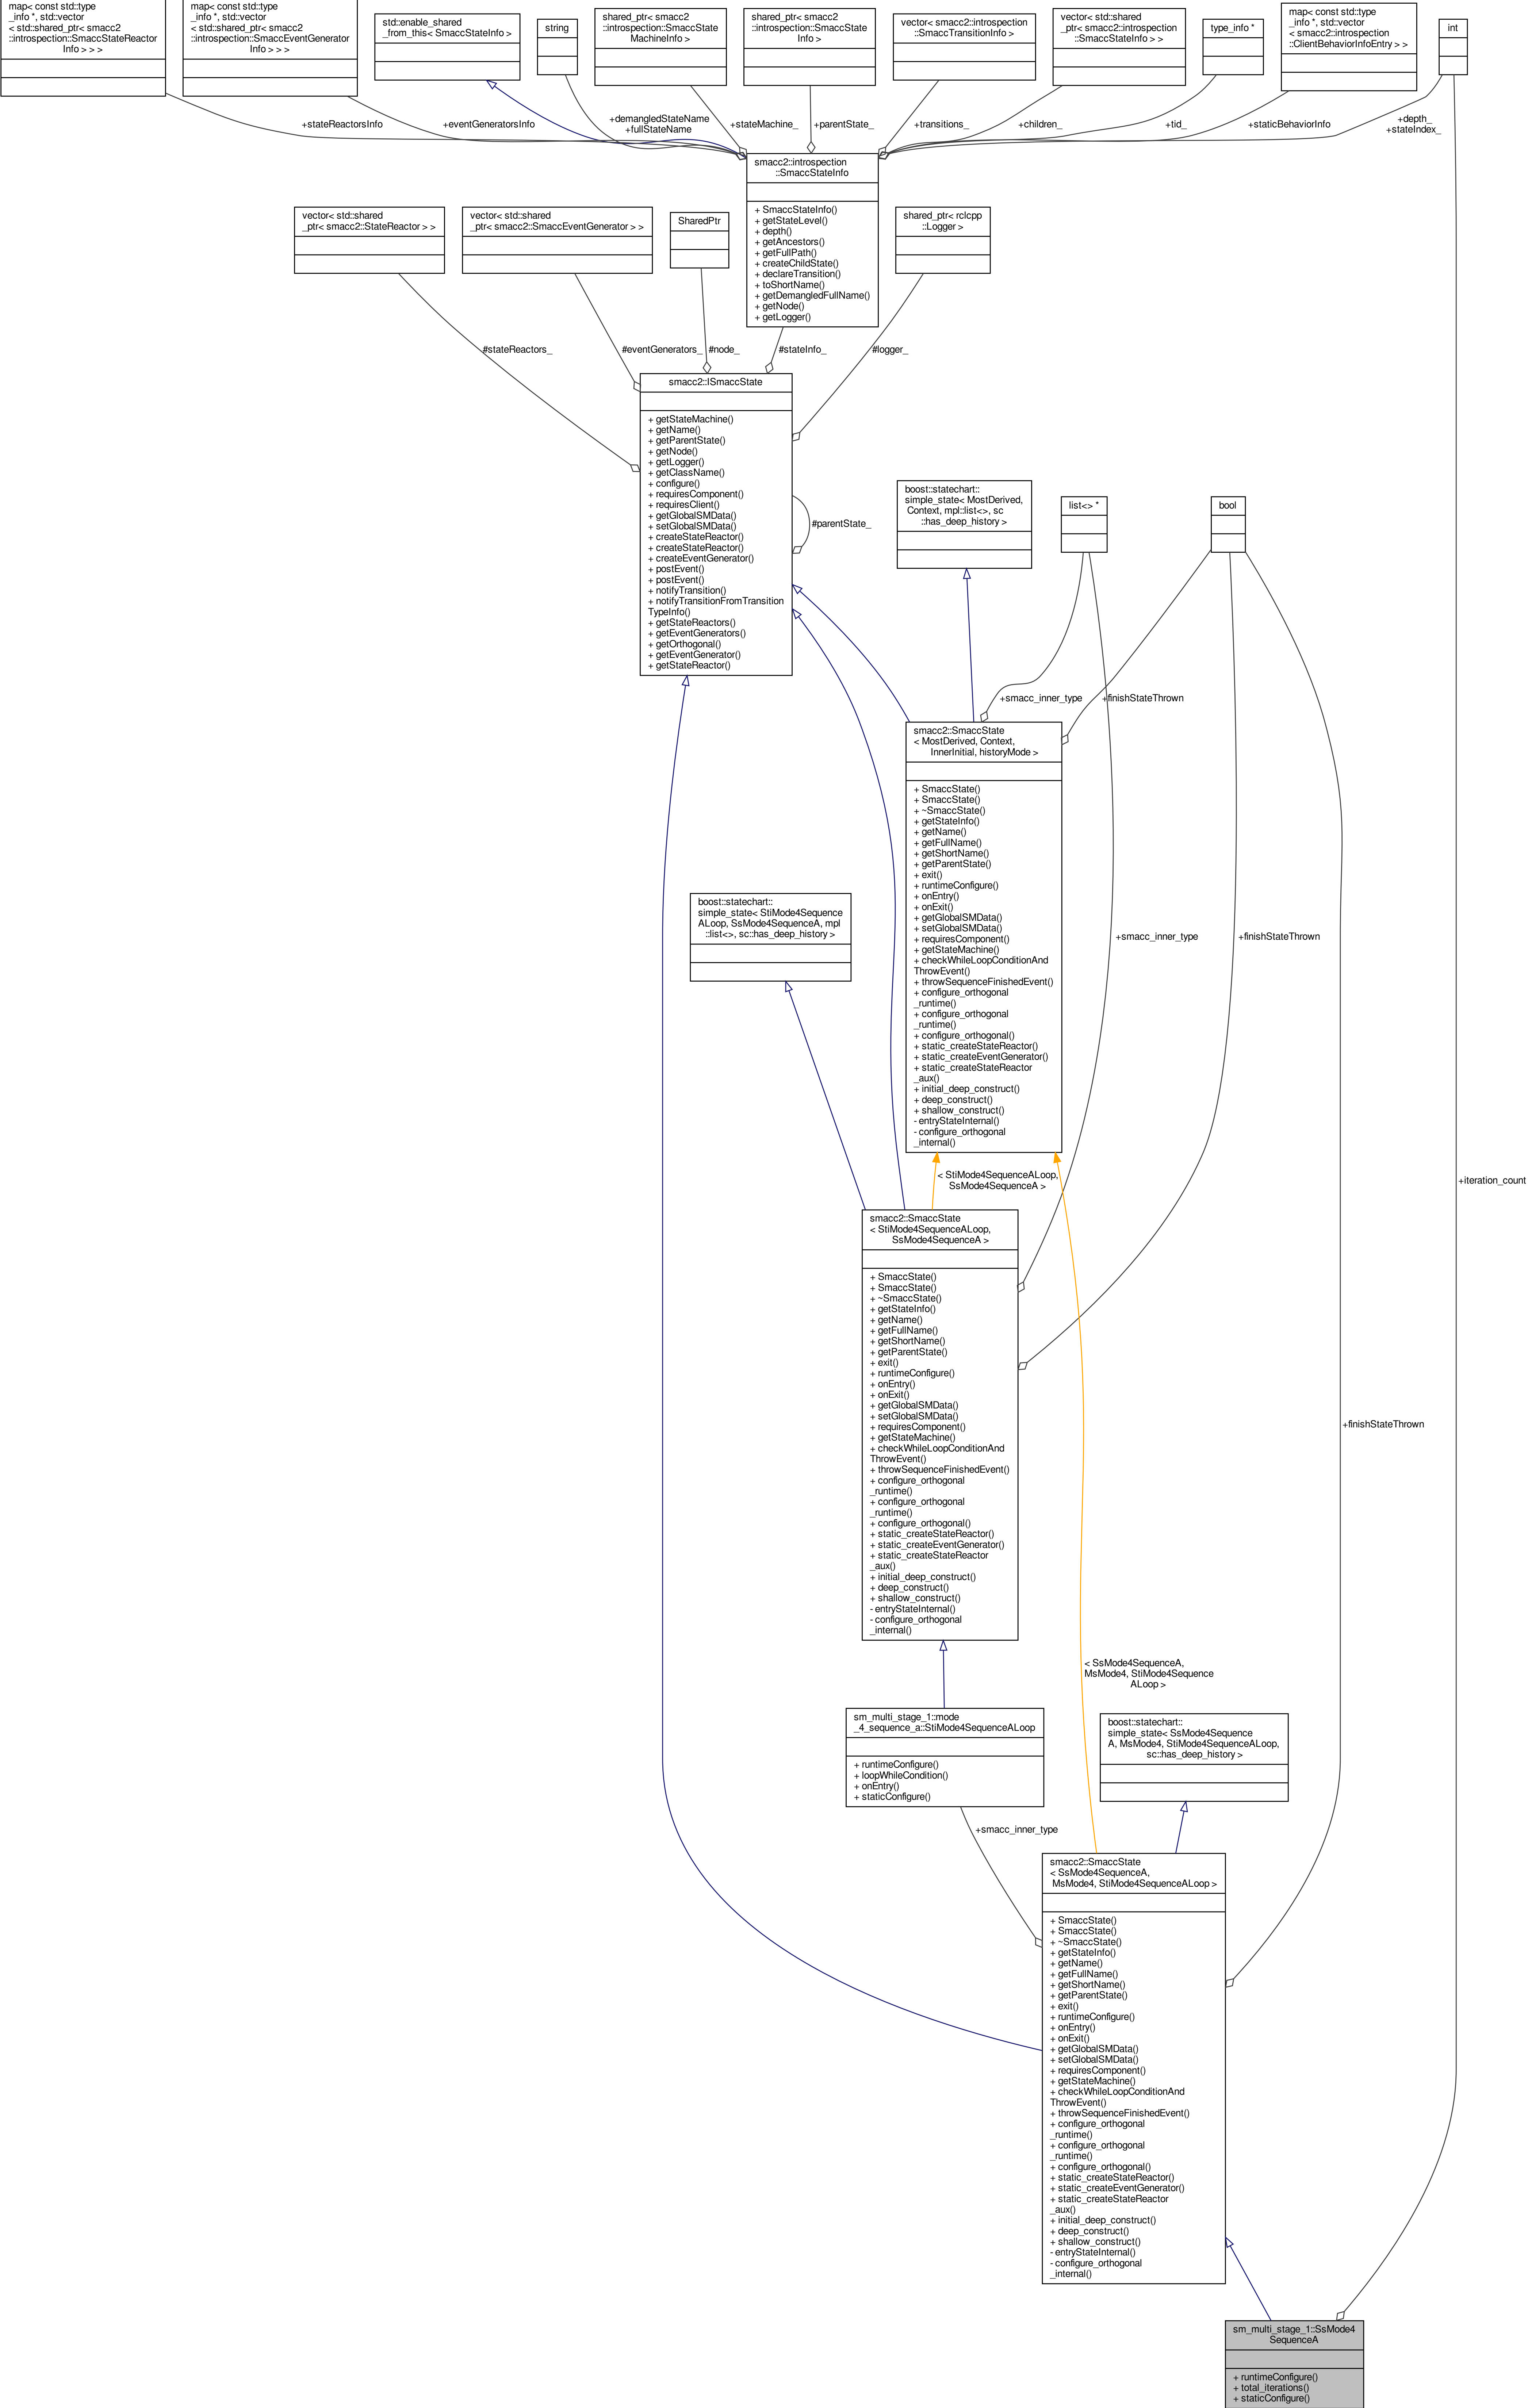 map< const std::type
_info *, std::vector
< std::shared_ptr< smacc2
::introspection::SmaccStateReactor
Info > > >
map< const std::type
_info *, std::vector
< std::shared_ptr< smacc2
::introspection::SmaccEventGenerator
Info > > >
std::enable_shared
_from_this< SmaccStateInfo >
string
shared_ptr< smacc2
::introspection::SmaccState
MachineInfo >
shared_ptr< smacc2
::introspection::SmaccState
Info >
vector< smacc2::introspection
::SmaccTransitionInfo >
vector< std::shared
_ptr< smacc2::introspection
::SmaccStateInfo > >
type_info *
map< const std::type
_info *, std::vector
< smacc2::introspection
::ClientBehaviorInfoEntry > >
int
+stateReactorsInfo
+eventGeneratorsInfo
+demangledStateName
+fullStateName
+stateMachine_
+parentState_
+transitions_
+children_
+tid_
+staticBehaviorInfo
+depth_
+stateIndex_
smacc2::introspection
::SmaccStateInfo
+ SmaccStateInfo()
+ getStateLevel()
+ depth()
+ getAncestors()
+ getFullPath()
+ createChildState()
+ declareTransition()
+ toShortName()
+ getDemangledFullName()
+ getNode()
+ getLogger()
vector< std::shared
_ptr< smacc2::StateReactor > >
vector< std::shared
_ptr< smacc2::SmaccEventGenerator > >
SharedPtr
shared_ptr< rclcpp
::Logger >
#stateReactors_
#eventGenerators_
#node_
#stateInfo_
#logger_
smacc2::ISmaccState
+ getStateMachine()
+ getName()
+ getParentState()
+ getNode()
+ getLogger()
+ getClassName()
+ configure()
+ requiresComponent()
+ requiresClient()
+ getGlobalSMData()
+ setGlobalSMData()
+ createStateReactor()
+ createStateReactor()
+ createEventGenerator()
+ postEvent()
+ postEvent()
+ notifyTransition()
+ notifyTransitionFromTransition
TypeInfo()
+ getStateReactors()
+ getEventGenerators()
+ getOrthogonal()
+ getEventGenerator()
+ getStateReactor()
#parentState_
boost::statechart::
simple_state< MostDerived,
Context, mpl::list<>, sc
::has_deep_history >
list<> *
bool
+smacc_inner_type
+finishStateThrown
smacc2::SmaccState
< MostDerived, Context,
InnerInitial, historyMode >
+ SmaccState()
+ SmaccState()
+ ~SmaccState()
+ getStateInfo()
+ getName()
+ getFullName()
+ getShortName()
+ getParentState()
+ exit()
+ runtimeConfigure()
+ onEntry()
+ onExit()
+ getGlobalSMData()
+ setGlobalSMData()
+ requiresComponent()
+ getStateMachine()
+ checkWhileLoopConditionAnd
ThrowEvent()
+ throwSequenceFinishedEvent()
+ configure_orthogonal
_runtime()
+ configure_orthogonal
_runtime()
+ configure_orthogonal()
+ static_createStateReactor()
+ static_createEventGenerator()
+ static_createStateReactor
_aux()
+ initial_deep_construct()
+ deep_construct()
+ shallow_construct()
- entryStateInternal()
- configure_orthogonal
_internal()
boost::statechart::
simple_state< StiMode4Sequence
ALoop, SsMode4SequenceA, mpl
::list<>, sc::has_deep_history >
+smacc_inner_type
+finishStateThrown
< StiMode4SequenceALoop,
SsMode4SequenceA >
+iteration_count
smacc2::SmaccState
< StiMode4SequenceALoop,
SsMode4SequenceA >
+ SmaccState()
+ SmaccState()
+ ~SmaccState()
+ getStateInfo()
+ getName()
+ getFullName()
+ getShortName()
+ getParentState()
+ exit()
+ runtimeConfigure()
+ onEntry()
+ onExit()
+ getGlobalSMData()
+ setGlobalSMData()
+ requiresComponent()
+ getStateMachine()
+ checkWhileLoopConditionAnd
ThrowEvent()
+ throwSequenceFinishedEvent()
+ configure_orthogonal
_runtime()
+ configure_orthogonal
_runtime()
+ configure_orthogonal()
+ static_createStateReactor()
+ static_createEventGenerator()
+ static_createStateReactor
_aux()
+ initial_deep_construct()
+ deep_construct()
+ shallow_construct()
- entryStateInternal()
- configure_orthogonal
_internal()
+finishStateThrown
< SsMode4SequenceA,
MsMode4, StiMode4Sequence
ALoop >
sm_multi_stage_1::mode
_4_sequence_a::StiMode4SequenceALoop
+ runtimeConfigure()
+ loopWhileCondition()
+ onEntry()
+ staticConfigure()
boost::statechart::
simple_state< SsMode4Sequence
A, MsMode4, StiMode4SequenceALoop,
sc::has_deep_history >
+smacc_inner_type
smacc2::SmaccState
< SsMode4SequenceA,
MsMode4, StiMode4SequenceALoop >
+ SmaccState()
+ SmaccState()
+ ~SmaccState()
+ getStateInfo()
+ getName()
+ getFullName()
+ getShortName()
+ getParentState()
+ exit()
+ runtimeConfigure()
+ onEntry()
+ onExit()
+ getGlobalSMData()
+ setGlobalSMData()
+ requiresComponent()
+ getStateMachine()
+ checkWhileLoopConditionAnd
ThrowEvent()
+ throwSequenceFinishedEvent()
+ configure_orthogonal
_runtime()
+ configure_orthogonal
_runtime()
+ configure_orthogonal()
+ static_createStateReactor()
+ static_createEventGenerator()
+ static_createStateReactor
_aux()
+ initial_deep_construct()
+ deep_construct()
+ shallow_construct()
- entryStateInternal()
- configure_orthogonal
_internal()
sm_multi_stage_1::SsMode4
SequenceA
+ runtimeConfigure()
+ total_iterations()
+ staticConfigure()